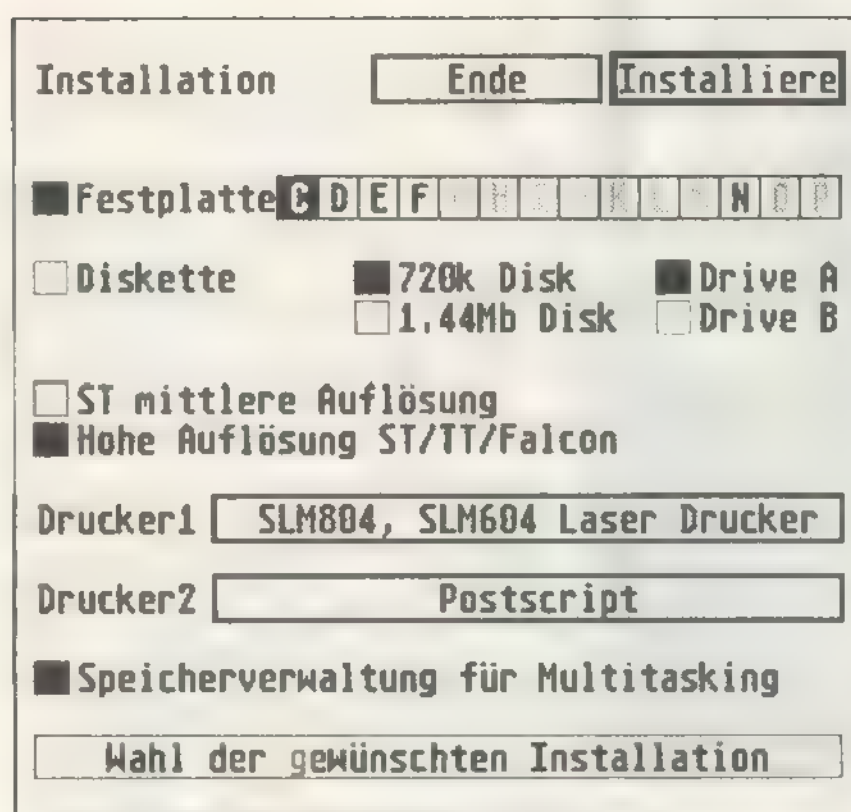 Installation Ende Installiere
Festplatte C D E F H I K L N O P
Diskette 720k Disk Drive A
1.44Mb Disk Drive B
ST mittlere Auflösung
Hohe Auflösung ST/TT/Falcon
Drucker1 SLM804, SLM604 Laser Drucker
Drucker2 Postscript
Speicherverwaltung für Multitasking
Wahl der gewünschten Installation